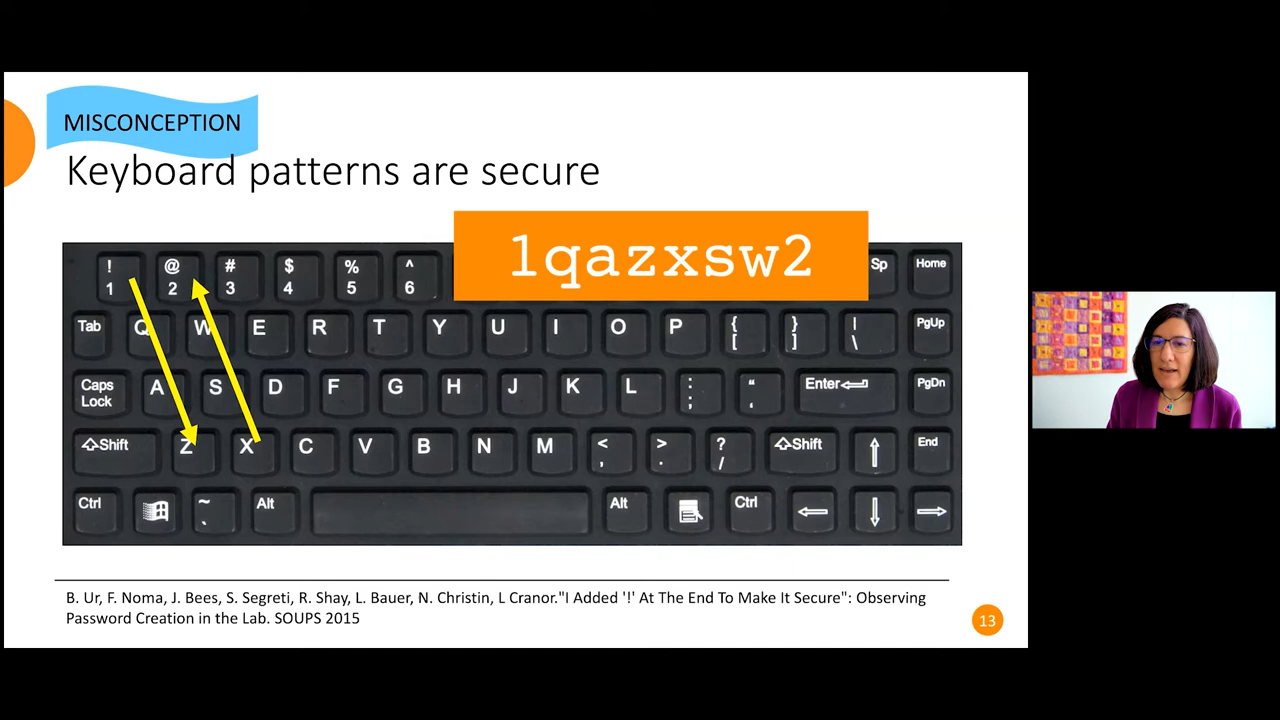 MISCONCEPTION
Keyboard patterns are secure
1qazxsw2
! @ # $ % ^ Sp Home
1 2 3 4 5 6
Tab Q W E R T Y U I O P { [ } ] | \ PgUp
Caps Lock A S D F G H J K L : ; “ ‘ Enter PgDn
Shift Z X C V B N M < , > . ? / Shift End
Ctrl ~ ` Alt Alt Ctrl
B. Ur, F. Noma, J. Bees, S. Segreti, R. Shay, L. Bauer, N. Christin, L Cranor."I Added '!' At The End To Make It Secure": Observing
Password Creation in the Lab. SOUPS 2015
13